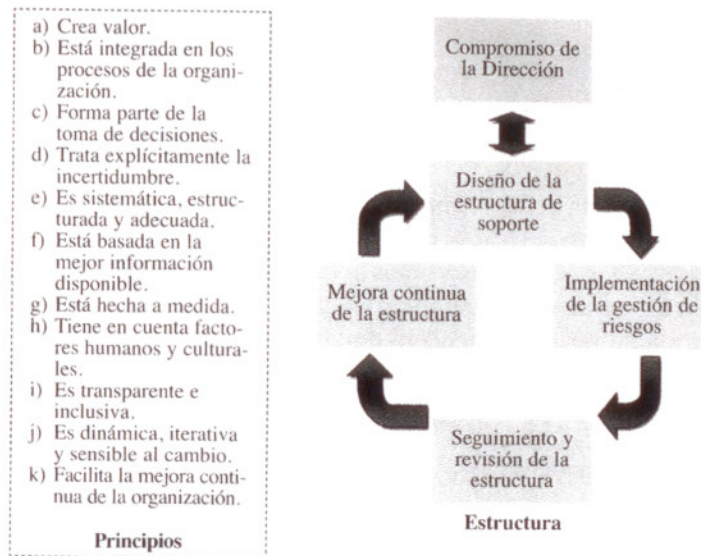 a) Crea valor.
b) Está integrada en los
procesos de la organi-
zación.
c) Forma parte de la
toma de decisiones.
d) Trata explícitamente la
incertidumbre.
e) Es sistemática, estruc-
turada y adecuada.
f) Está basada en la
mejor información
disponible.
g) Está hecha a medida.
h) Tiene en cuenta facto-
res humanos y cultura-
les.
i) Es transparente e
inclusiva.
j) Es dinámica, iterativa
y sensible al cambio.
k) Facilita la mejora conti-
nua de la organización.
Principios
Compromiso de
la Dirección
Diseño de la
estructura de
soporte
Implementación
de la gestión de
riesgos
Seguimiento y
revisión de la
estructura
Mejora continua
de la estructura
Estructura